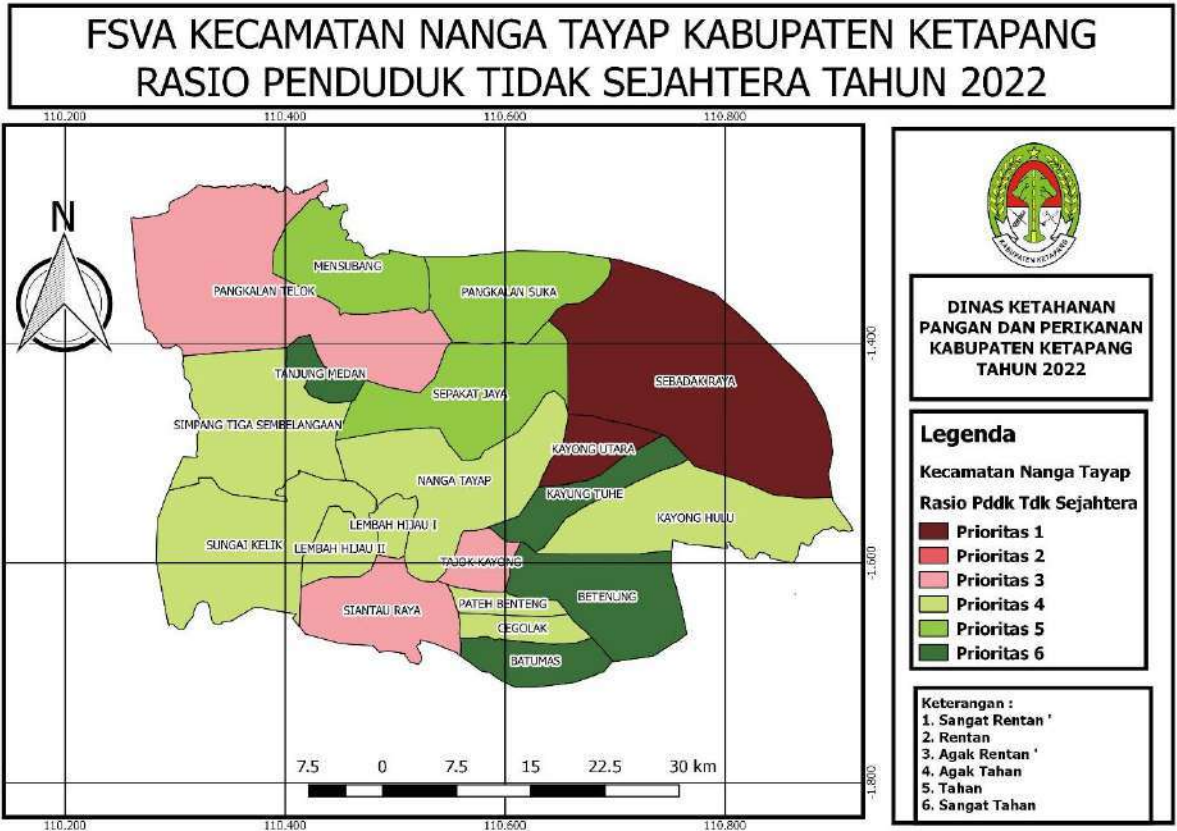 FSVA KECAMATAN NANGA TAYAP KABUPATEN KETAPANG
RASIO PENDUDUK TIDAK SEJAHTERA TAHUN 2022
110.200 110.400 110.600 110.800
N
MENSUBANG
PANGKALAN TELOK
PANGKALAN SUKA
TANJUNG MEDAN
SEPAKAT JAYA
SEBADAK RAYA
SIMPANG TIGA SEMBELANGAAN
KAYONG UTARA
NANGA TAYAP
KAYUNG TUHE
KAYONG HULU
LEMBAH HIJAU I
SUNGAI KELIK
LEMBAH HIJAU II
TAJOK KAYONG
BETENUNG
SIANTAU RAYA
PATEH BENTENG
CEGOLAK
BATUMAS
-1.400
-1.600
-1.800
7.5 0 7.5 15 22.5 30 km
110.200 110.400 110.600 110.800
KABUPATEN KETAPANG
DINAS KETAHANAN
PANGAN DAN PERIKANAN
KABUPATEN KETAPANG
TAHUN 2022
Legenda
Kecamatan Nanga Tayap
Rasio Pddk Tdk Sejahtera
Prioritas 1
Prioritas 2
Prioritas 3
Prioritas 4
Prioritas 5
Prioritas 6
Keterangan :
1. Sangat Rentan '
2. Rentan
3. Agak Rentan '
4. Agak Tahan
5. Tahan
6. Sangat Tahan